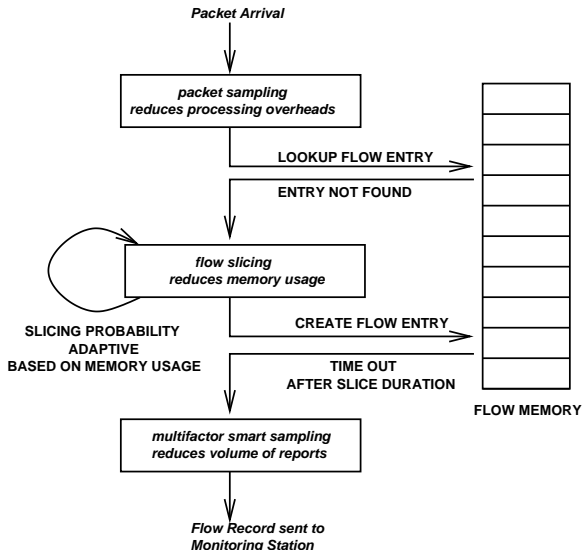 Packet Arrival
packet sampling
reduces processing overheads
LOOKUP FLOW ENTRY
ENTRY NOT FOUND
flow slicing
reduces memory usage
SLICING PROBABILITY
ADAPTIVE
BASED ON MEMORY USAGE
CREATE FLOW ENTRY
TIME OUT
AFTER SLICE DURATION
FLOW MEMORY
multifactor smart sampling
reduces volume of reports
Flow Record sent to
Monitoring Station